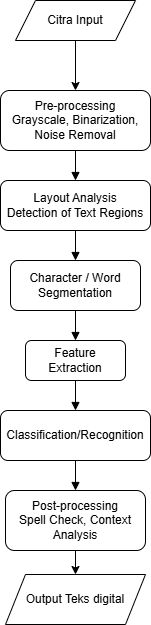 Citra Input
Pre-processing
Grayscale, Binarization,
Noise Removal
Layout Analysis
Detection of Text Regions
Character / Word
Segmentation
Feature
Extraction
Classification/Recognition
Post-processing
Spell Check, Context
Analysis
Output Teks digital